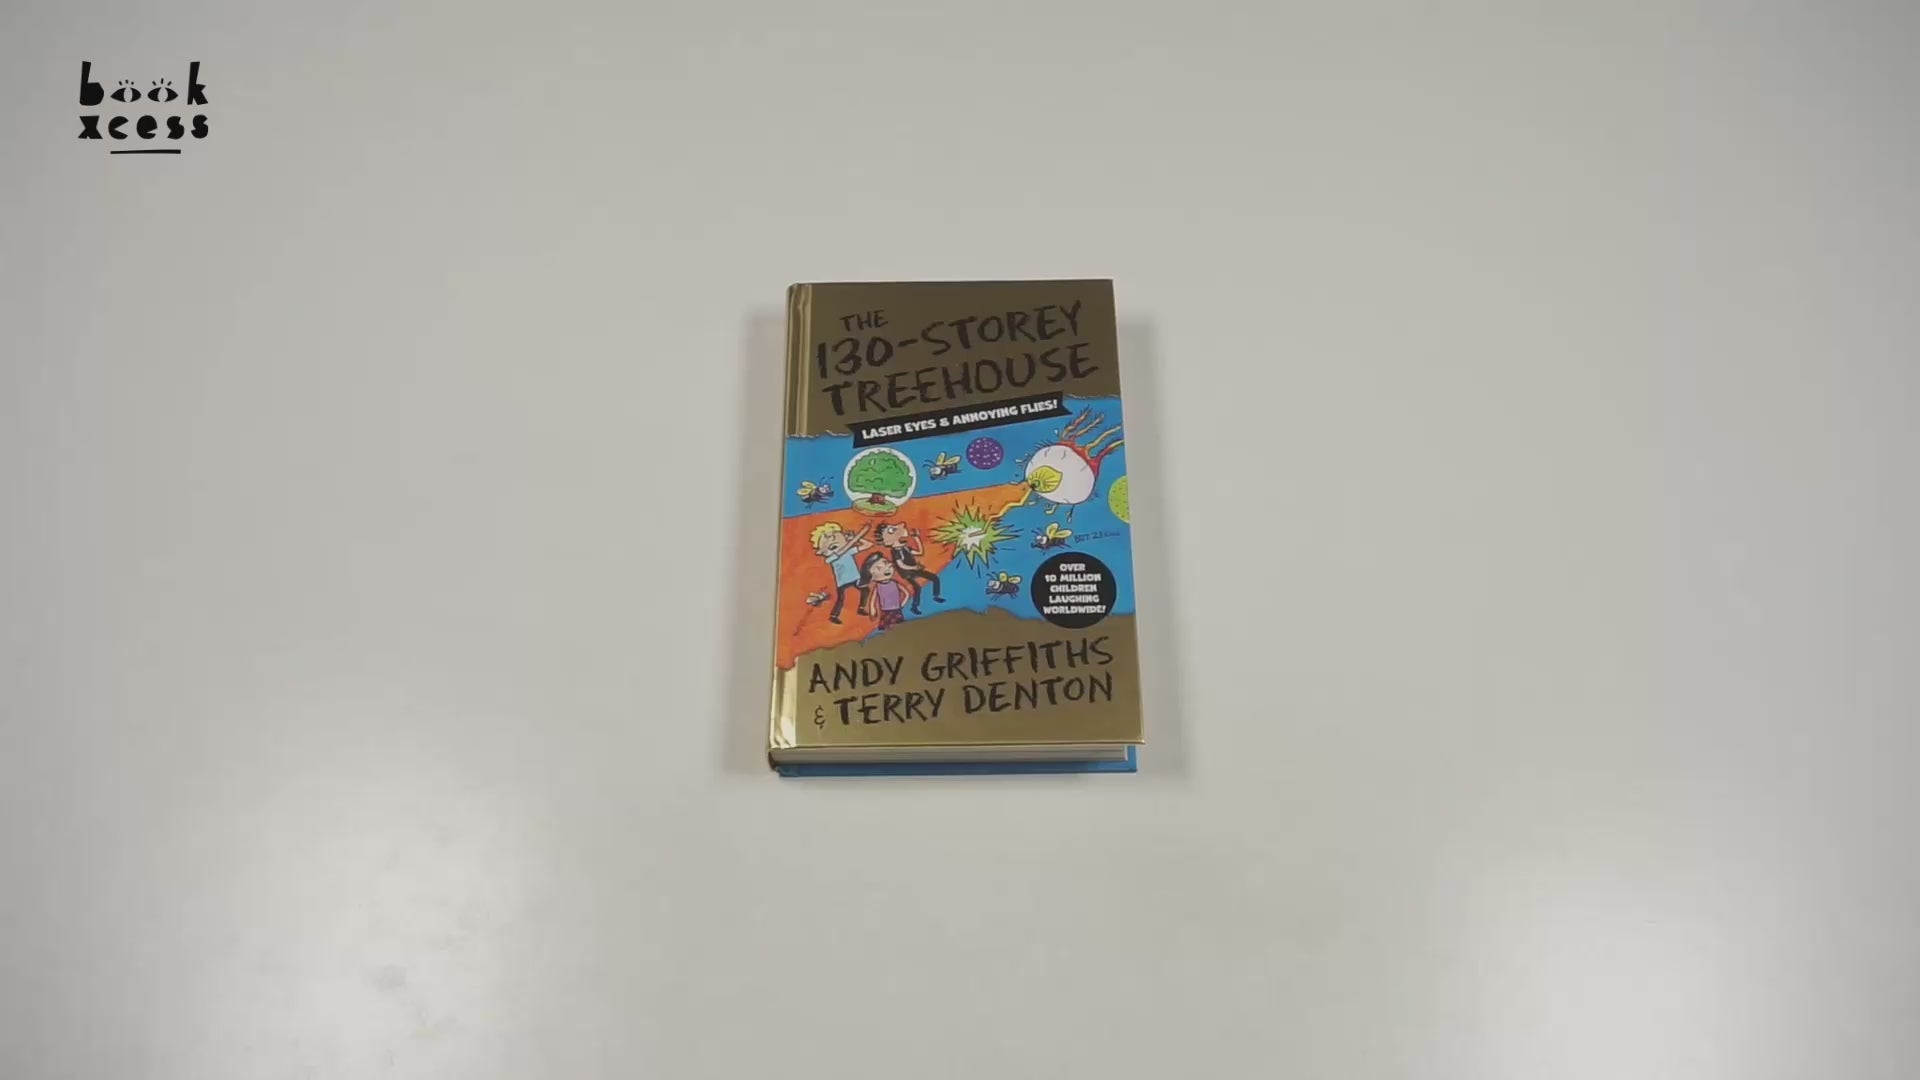 book
xcess
THE
130-STOREY
TREEHOUSE
LASER EYES & ANNOYING FLIES!
OVER
10 MILLION
CHILDREN
LAUGHING
WORLDWIDE!
ANDY GRIFFITHS
& TERRY DENTON